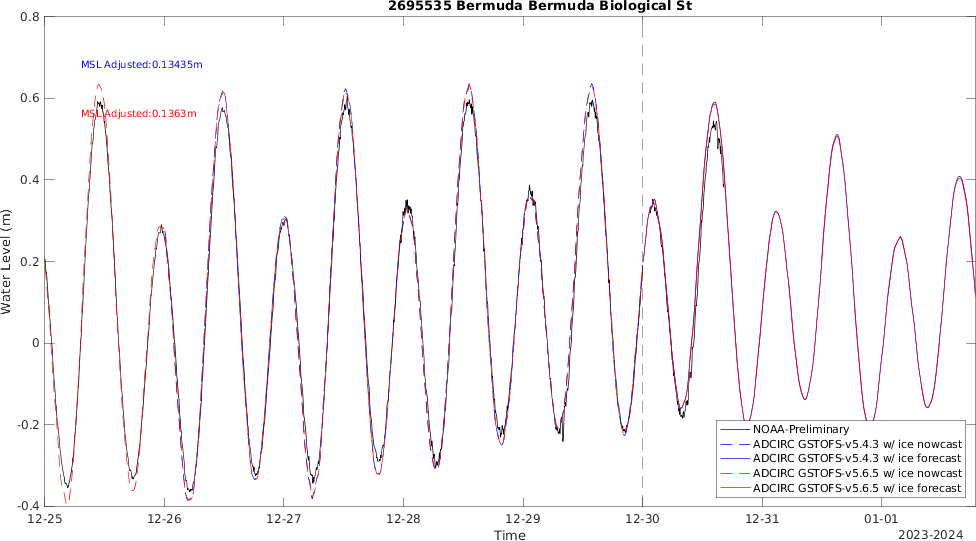 2695535 Bermuda Bermuda Biological St
0.8
0.6
0.4
0.2
0
-0.2
-0.4
Water Level (m)
MSL Adjusted:0.13435m
MSL Adjusted:0.1363m
NOAA-Preliminary
ADCIRC GSTOFS-v5.4.3 w/ ice nowcast
ADCIRC GSTOFS-v5.4.3 w/ ice forecast
ADCIRC GSTOFS-v5.6.5 w/ ice nowcast
ADCIRC GSTOFS-v5.6.5 w/ ice forecast
12-25 12-26 12-27 12-28 12-29 12-30 12-31 01-01
Time
2023-2024